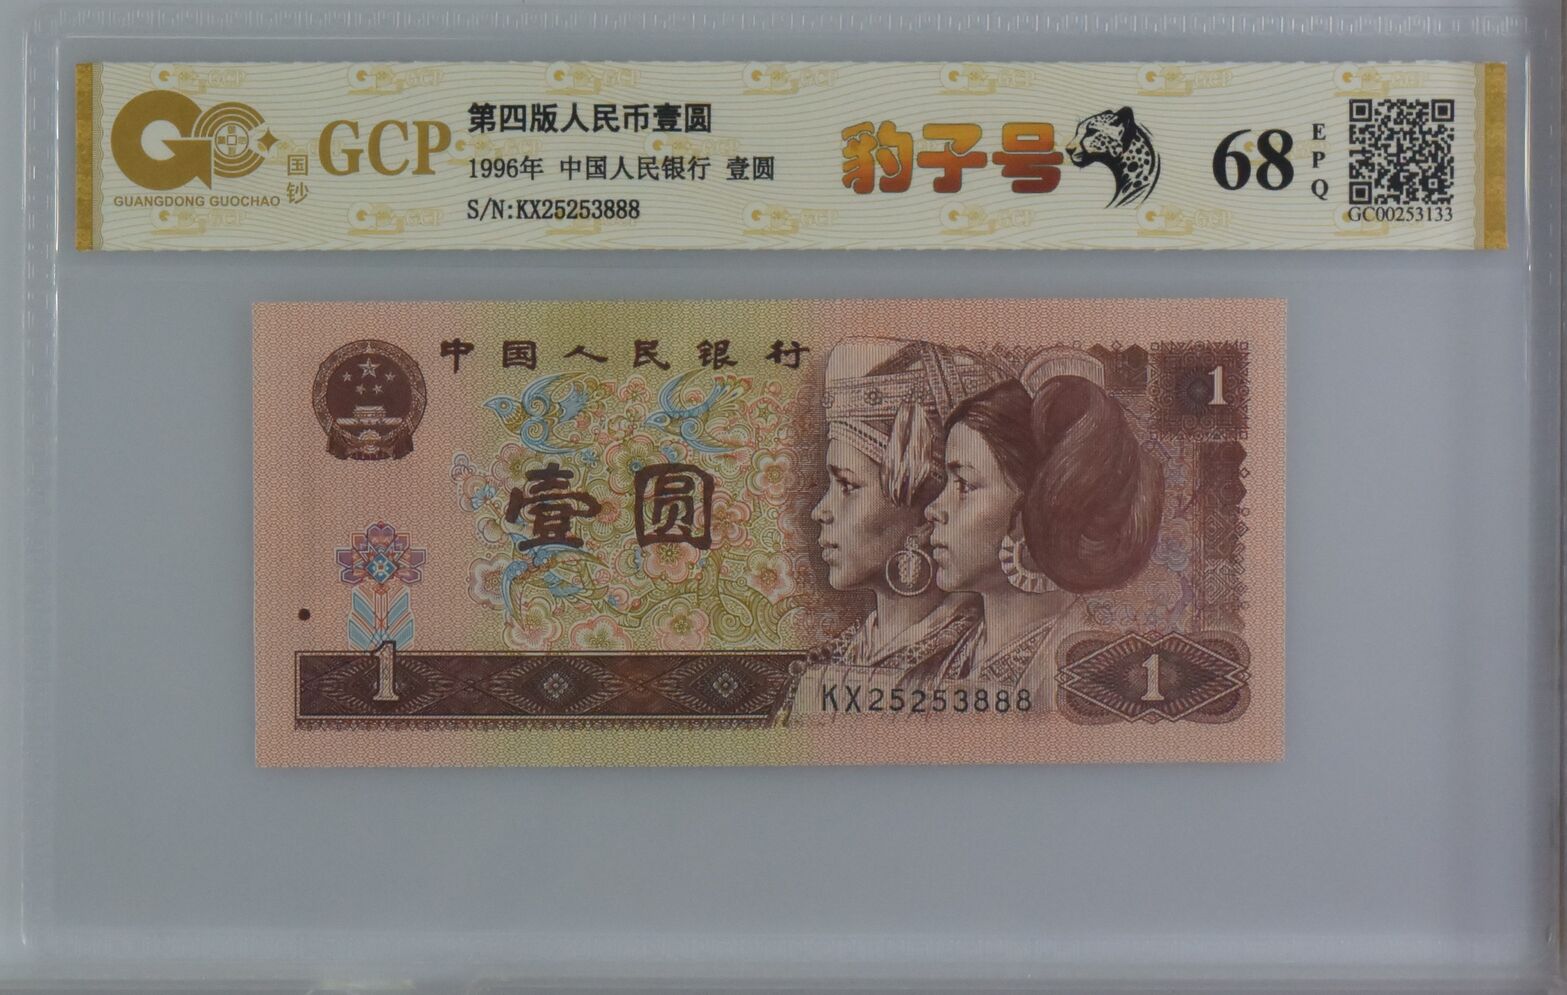 GCP
国钞
GUANGDONG GUOCHAO
第四版人民币壹圆
1996年 中国人民银行 壹圆
S/N:KX25253888
豹子号
68
EPQ
GC00253133
中国人民银行
1
壹圆
1
KX25253888
1